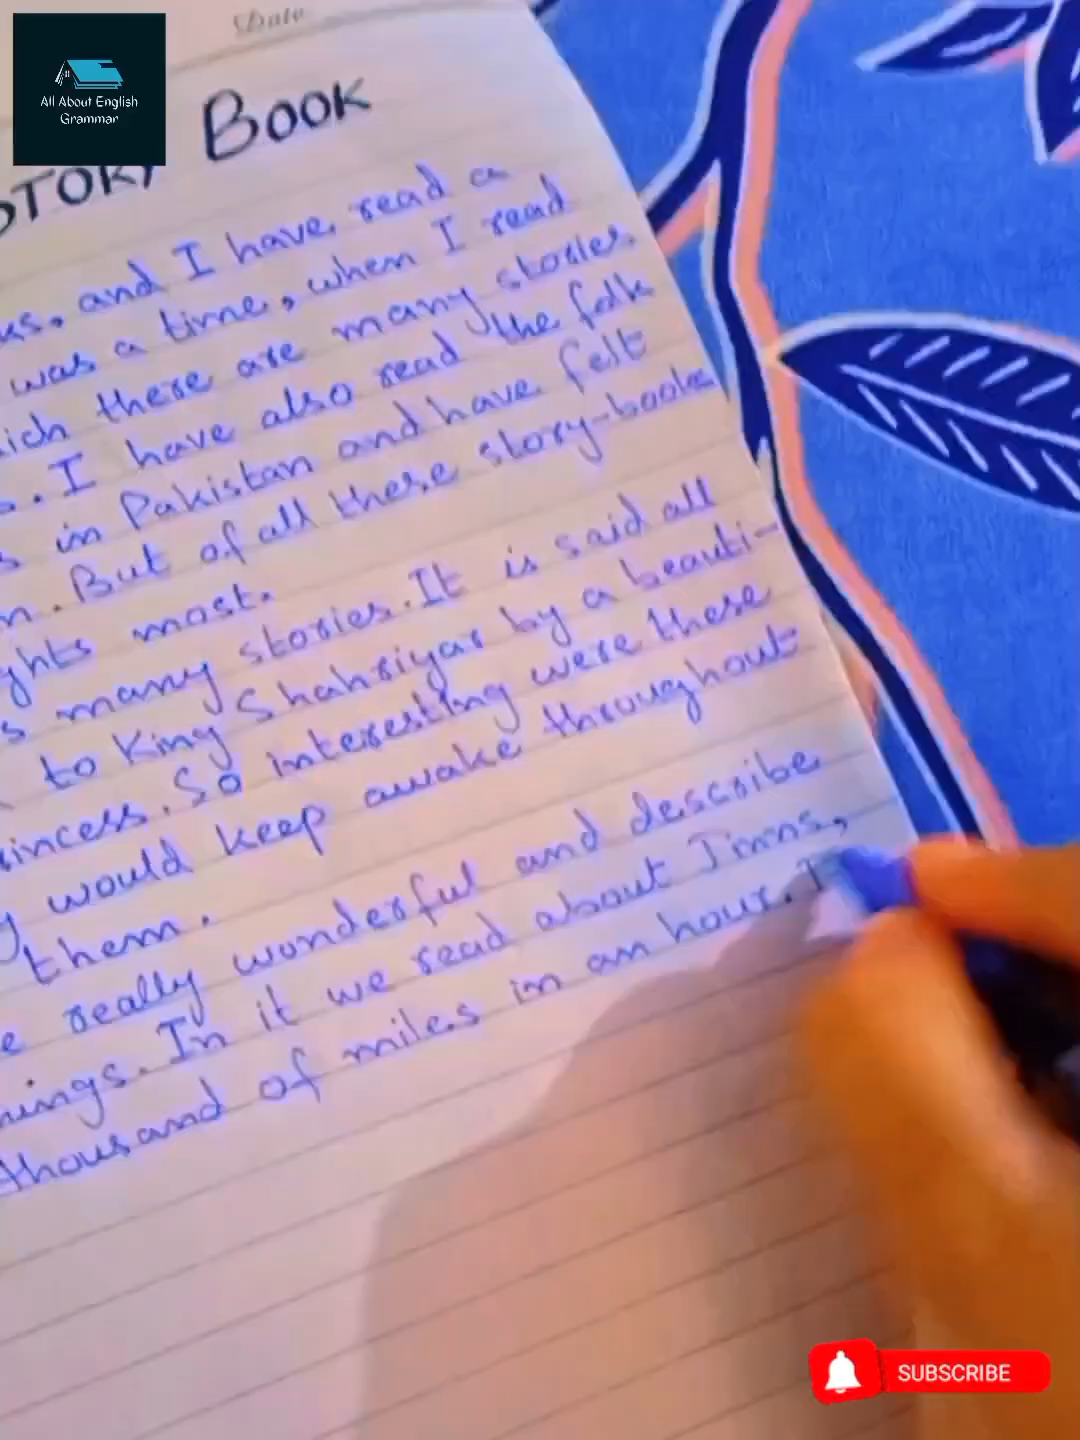 Date
All About English
Grammar
STORY BOOK
and I have read a
was a time, when I read
there are many stories.
I have also read the folk
in Pakistan and have felt
But of all these story-books
most.
many stories. It is said all
to King Shahriyar by a beauti-
So interesting were these
would keep awake throughout
them.
really wonderful and describe
In it we read about Jinns,
thousand of miles in an hour. I
SUBSCRIBE